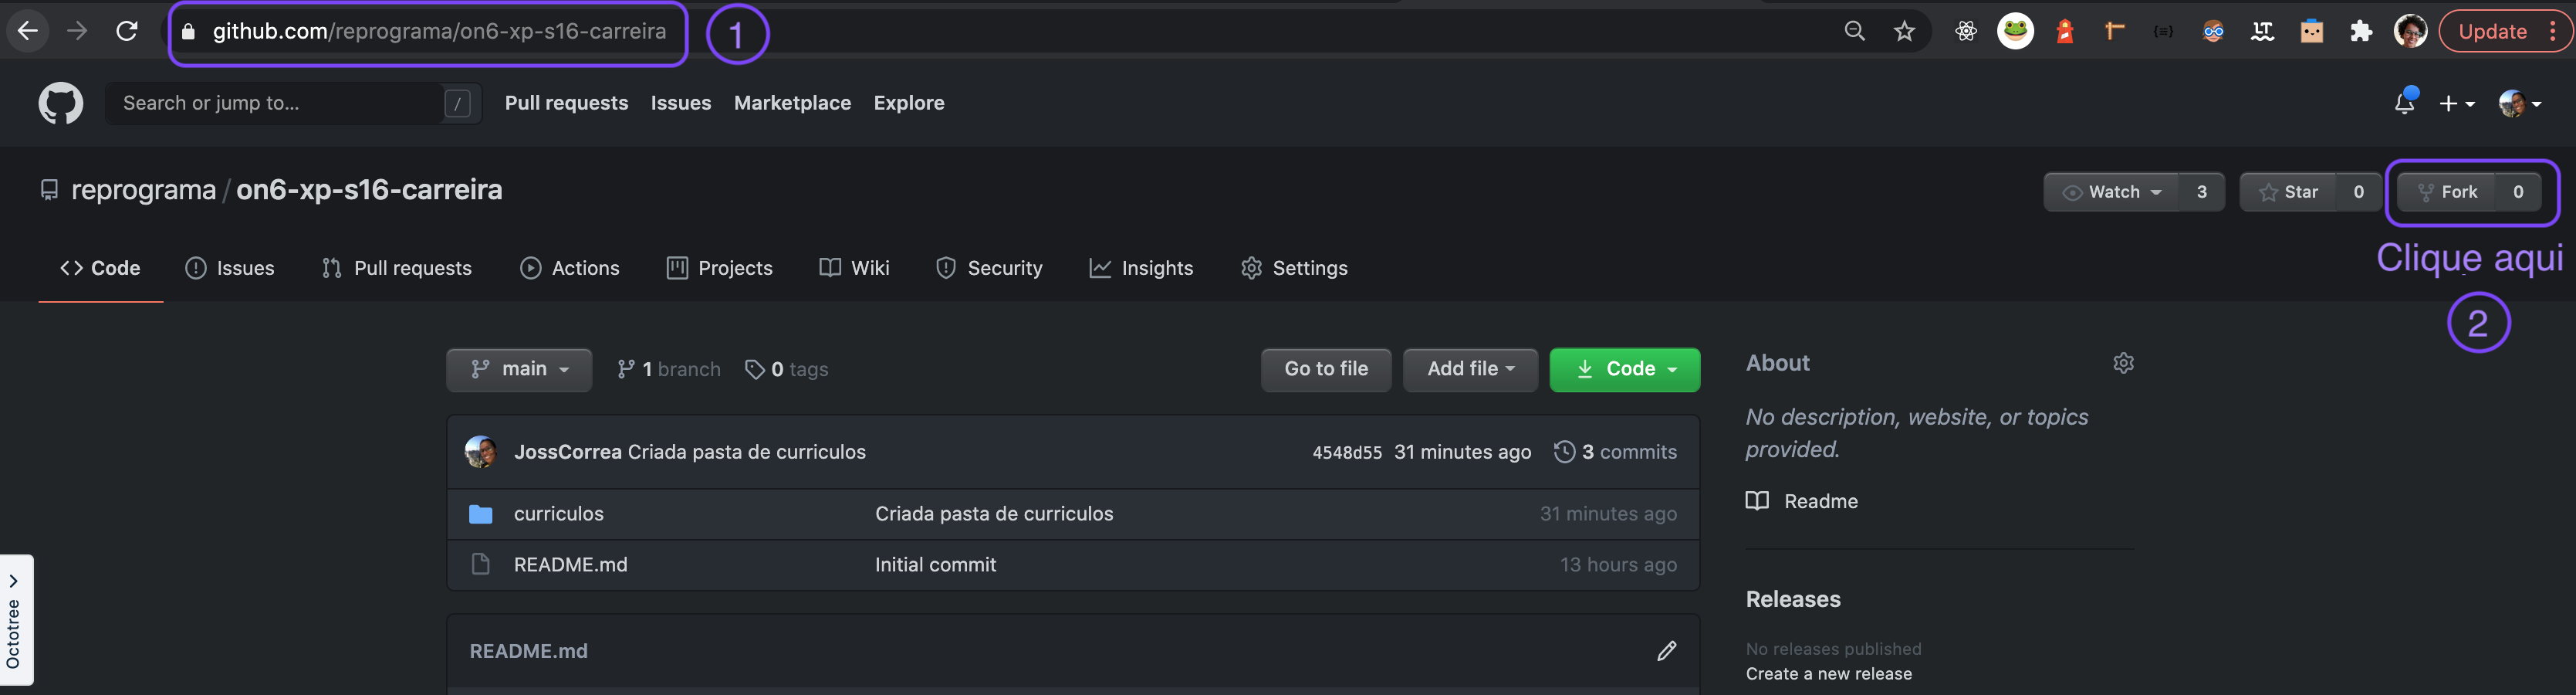 github.com/reprograma/on6-xp-s16-carreira
1
Update
Search or jump to...
/
Pull requests
Issues
Marketplace
Explore
reprograma / on6-xp-s16-carreira
Watch 3
Star 0
Fork 0
Code
Issues
Pull requests
Actions
Projects
Wiki
Security
Insights
Settings
Clique aqui
2
main
1 branch
0 tags
Go to file
Add file
Code
JossCorrea Criada pasta de curriculos
4548d55 31 minutes ago
3 commits
curriculos
Criada pasta de curriculos
31 minutes ago
README.md
Initial commit
13 hours ago
README.md
About
No description, website, or topics
provided.
Readme
Releases
No releases published
Create a new release
Octotree